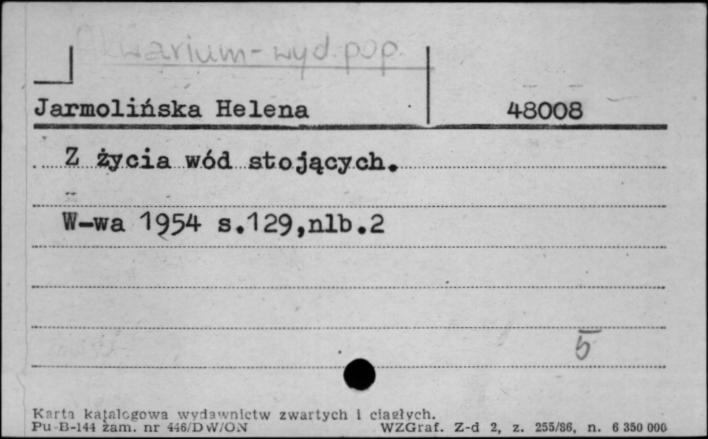 Akwarium - wyd. pop.
Jarmolińska Helena 48008
Z życia wód stojących.
W-wa 1954 s.129,nlb.2
5
Karta katalogowa wydawnictw zwartych i ciągłych.
Pu-B-144 zam. nr 446/DW/ON WZGraf. Z-d 2, z. 255/86, n. 6 350 000